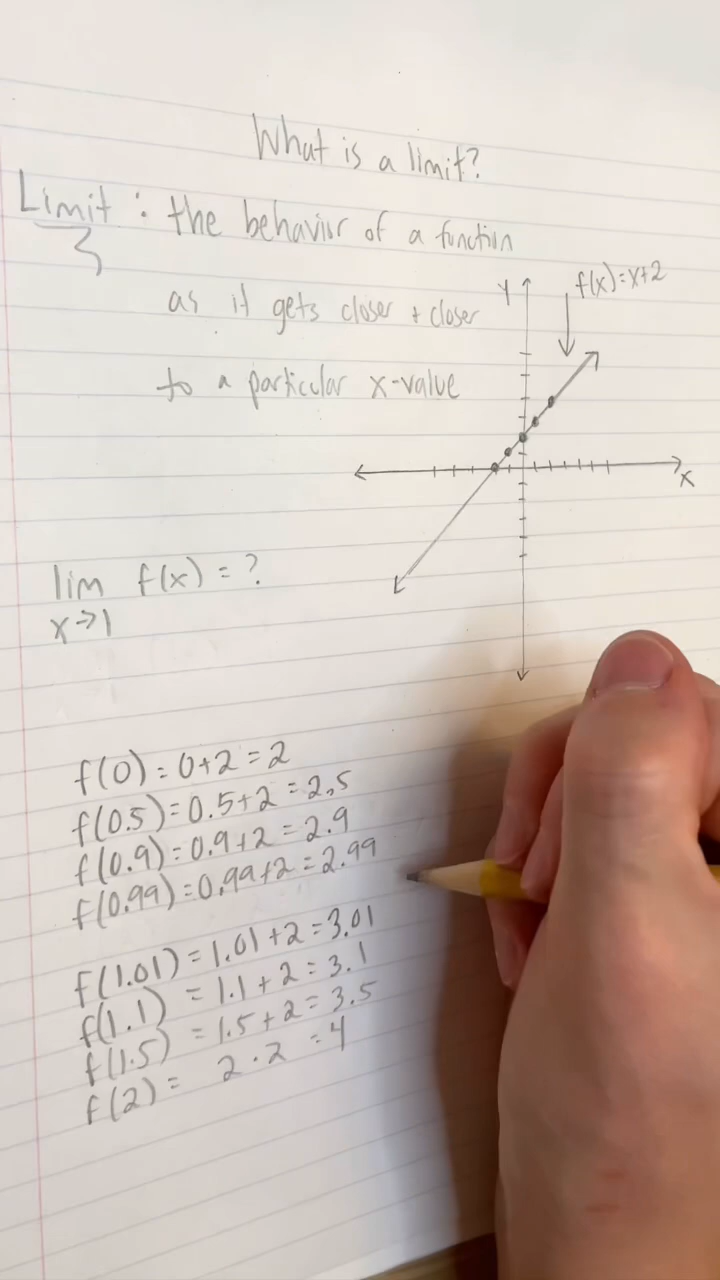 What is a limit?
Limit : the behavior of a function
as it gets closer + closer
to a particular x-value
Y
f(x)=x+2
X
lim f(x) = ?
x→1
f(0) = 0+2 = 2
f(0.5) = 0.5+2 = 2.5
f(0.9) = 0.9+2 = 2.9
f(0.99) = 0.99+2 = 2.99
f(1.01) = 1.01+2 = 3.01
f(1.1) = 1.1+2 = 3.1
f(1.5) = 1.5+2 = 3.5
f(2) = 2·2 = 4